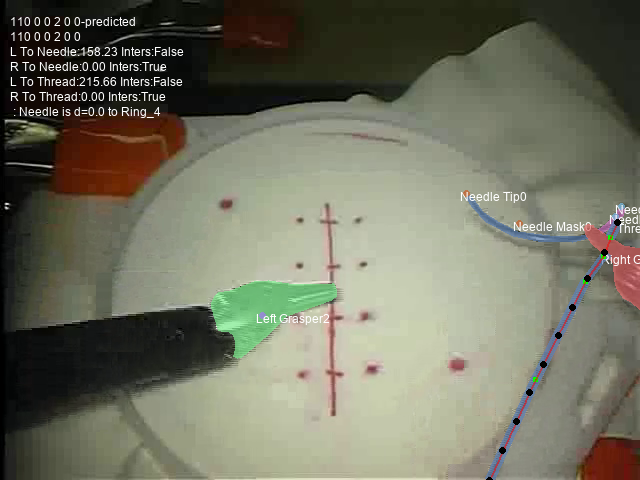 110 0 0 2 0 0-predicted
110 0 0 2 0 0
L To Needle:158.23 Inters:False
R To Needle:0.00 Inters:True
L To Thread:215.66 Inters:False
R To Thread:0.00 Inters:True
: Needle is d=0.0 to Ring_4
Needle Tip0
Needle Mask0
Right G
Left Grasper2